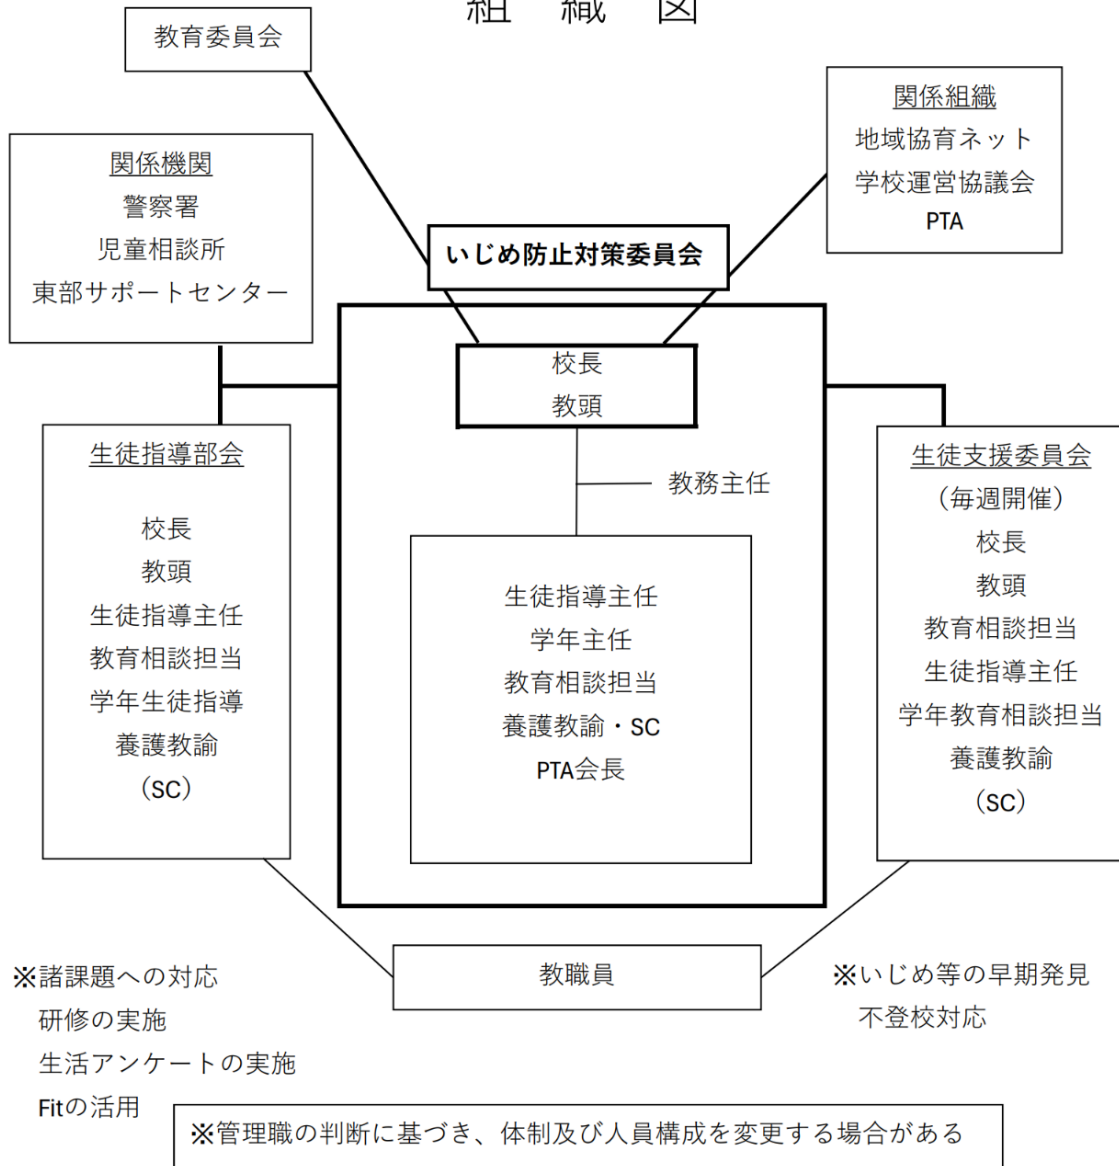 組 織 図
教育委員会
関係組織
地域協育ネット
学校運営協議会
PTA
関係機関
警察署
児童相談所
東部サポートセンター
いじめ防止対策委員会
校長
教頭
教務主任
生徒指導主任
学年主任
教育相談担当
養護教諭・SC
PTA会長
生徒指導部会
校長
教頭
生徒指導主任
教育相談担当
学年生徒指導
養護教諭
（SC）
生徒支援委員会
（毎週開催）
校長
教頭
教育相談担当
生徒指導主任
学年教育相談担当
養護教諭
（SC）
教職員
※諸課題への対応
研修の実施
生活アンケートの実施
Fitの活用
※いじめ等の早期発見
不登校対応
※管理職の判断に基づき、体制及び人員構成を変更する場合がある